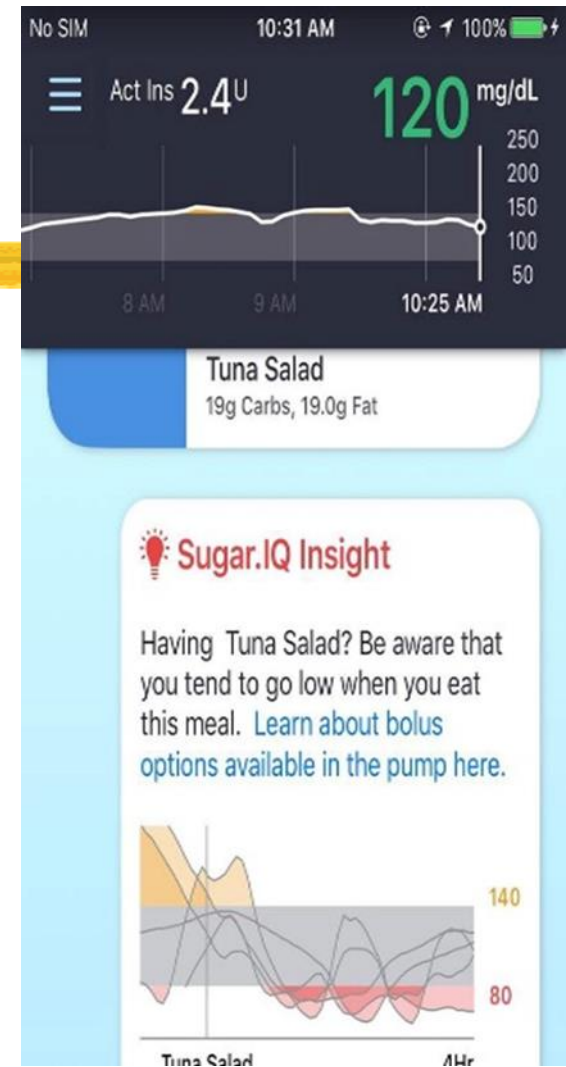 No SIM 10:31 AM 100%
Act Ins 2.4 U 120 mg/dL
250
200
150
100
50
8 AM 9 AM 10:25 AM
Tuna Salad
19g Carbs, 19.0g Fat
Sugar.IQ Insight
Having Tuna Salad? Be aware that
you tend to go low when you eat
this meal. Learn about bolus
options available in the pump here.
140
80
Tuna Salad 4Hr